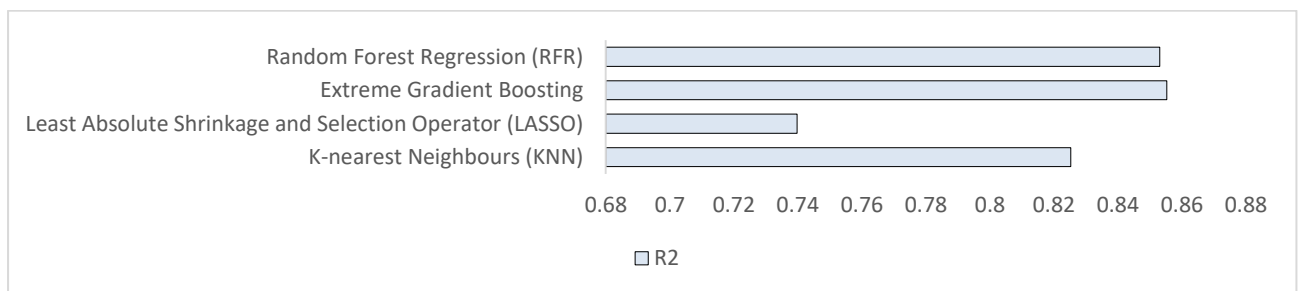 Random Forest Regression (RFR)
Extreme Gradient Boosting
Least Absolute Shrinkage and Selection Operator (LASSO)
K-nearest Neighbours (KNN)
0.68 0.7 0.72 0.74 0.76 0.78 0.8 0.82 0.84 0.86 0.88
R2